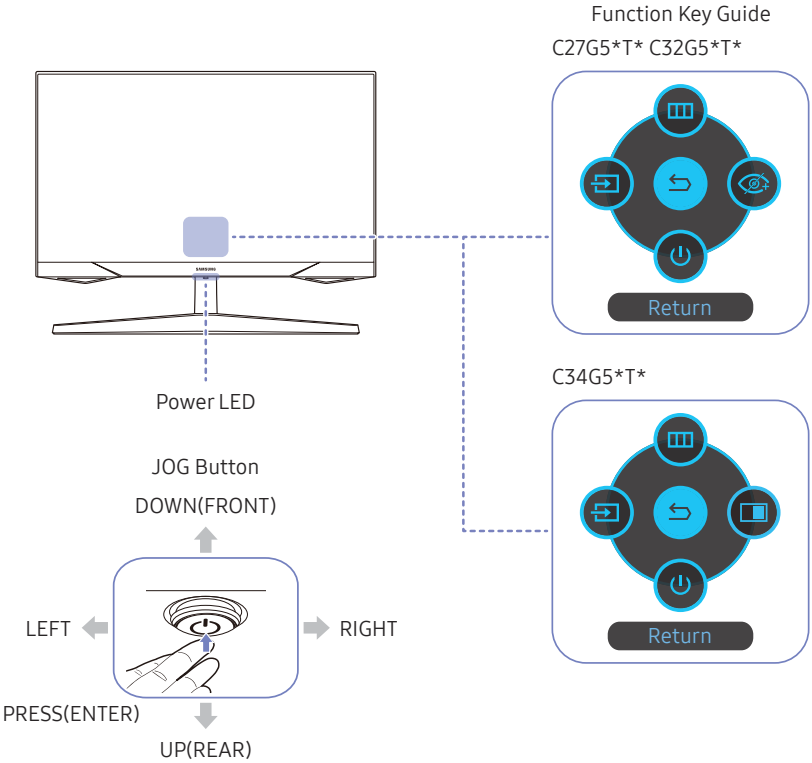 Function Key Guide
C27G5*T* C32G5*T*
SAMSUNG
Return
Power LED
C34G5*T*
Return
JOG Button
DOWN(FRONT)
LEFT
RIGHT
PRESS(ENTER)
UP(REAR)